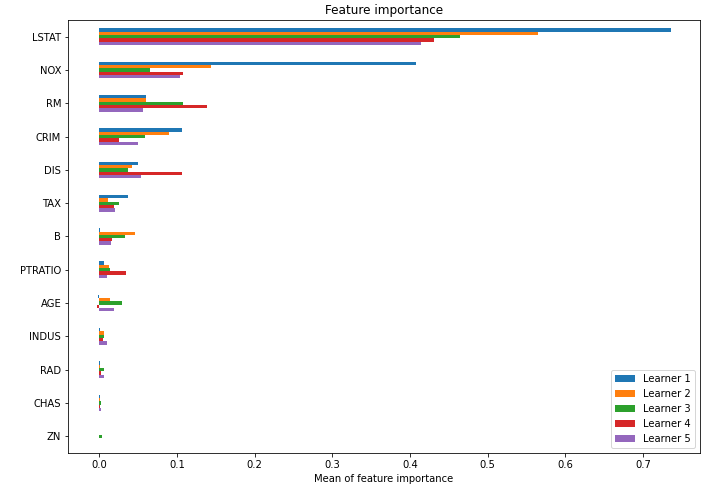 Feature importance
LSTAT
NOX
RM
CRIM
DIS
TAX
B
PTRATIO
AGE
INDUS
RAD
CHAS
ZN
Learner 1
Learner 2
Learner 3
Learner 4
Learner 5
0.0 0.1 0.2 0.3 0.4 0.5 0.6 0.7
Mean of feature importance